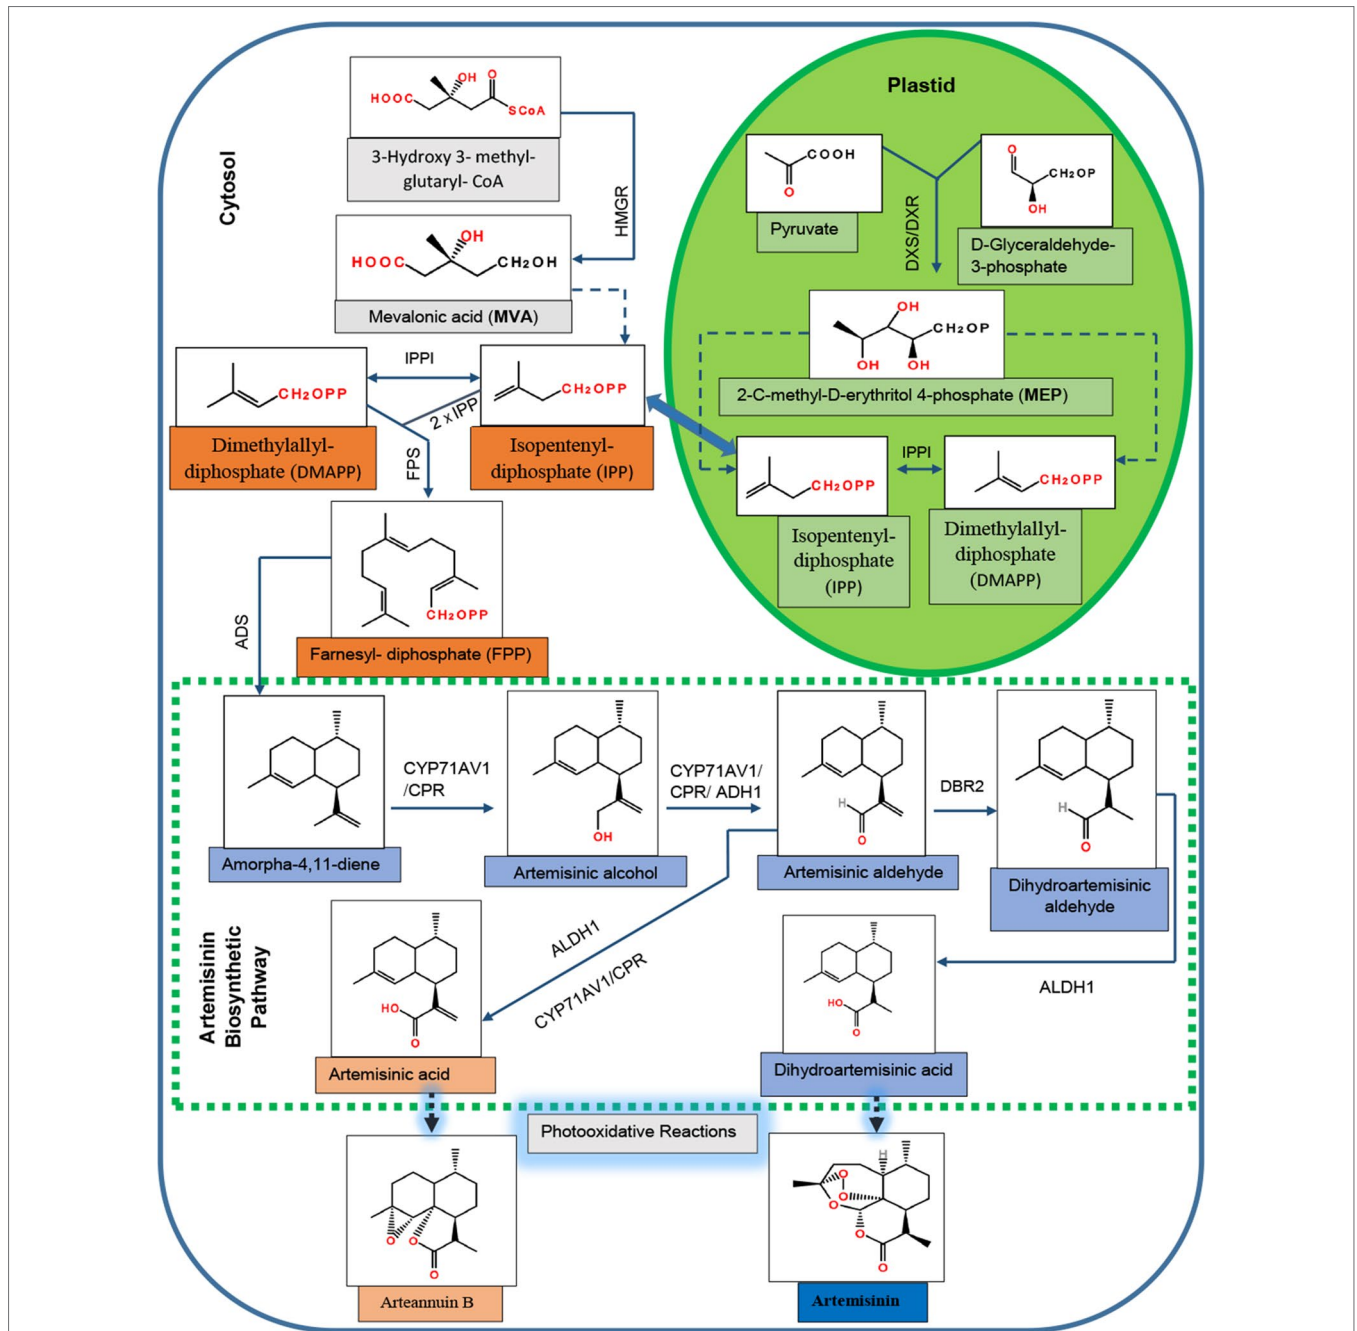 Cytosol
OH
O
HOOC
SCoA
3-Hydroxy 3- methyl-
glutaryl- CoA
HMGR
OH
HOOC
CH2OH
Mevalonic acid (MVA)
Plastid
COOH
O
Pyruvate
O
CH2OP
OH
D-Glyceraldehyde-
3-phosphate
DXS/DXR
OH
CH2OP
OH
OH
2-C-methyl-D-erythritol 4-phosphate (MEP)
CH2OPP
Dimethylallyl-
diphosphate (DMAPP)
IPPI
2 x IPP
CH2OPP
Isopentenyl-
diphosphate (IPP)
FPS
CH2OPP
Isopentenyl-
diphosphate
(IPP)
IPPI
CH2OPP
Dimethylallyl-
diphosphate
(DMAPP)
CH2OPP
Farnesyl- diphosphate (FPP)
ADS
Amorpha-4,11-diene
CYP71AV1
/CPR
OH
Artemisinic alcohol
CYP71AV1/
CPR/ ADH1
H
O
Artemisinic aldehyde
DBR2
H
O
Dihydroartemisinic
aldehyde
Artemisinin
Biosynthetic
Pathway
HO
O
Artemisinic acid
ALDH1
CYP71AV1/CPR
HO
O
Dihydroartemisinic acid
ALDH1
Photooxidative Reactions
O
O
O
Arteannuin B
H
O
O
O
O
O
Artemisinin